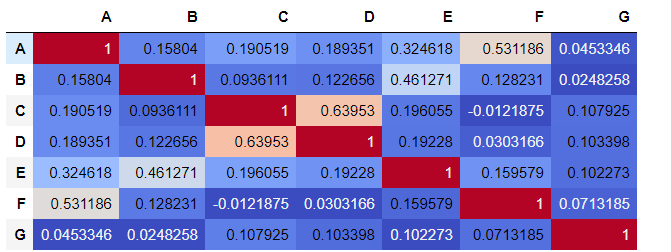 A B C D E F G
A 1 0.15804 0.190519 0.189351 0.324618 0.531186 0.0453346
B 0.15804 1 0.0936111 0.122656 0.461271 0.128231 0.0248258
C 0.190519 0.0936111 1 0.63953 0.196055 -0.0121875 0.107925
D 0.189351 0.122656 0.63953 1 0.19228 0.0303166 0.103398
E 0.324618 0.461271 0.196055 0.19228 1 0.159579 0.102273
F 0.531186 0.128231 -0.0121875 0.0303166 0.159579 1 0.0713185
G 0.0453346 0.0248258 0.107925 0.103398 0.102273 0.0713185 1